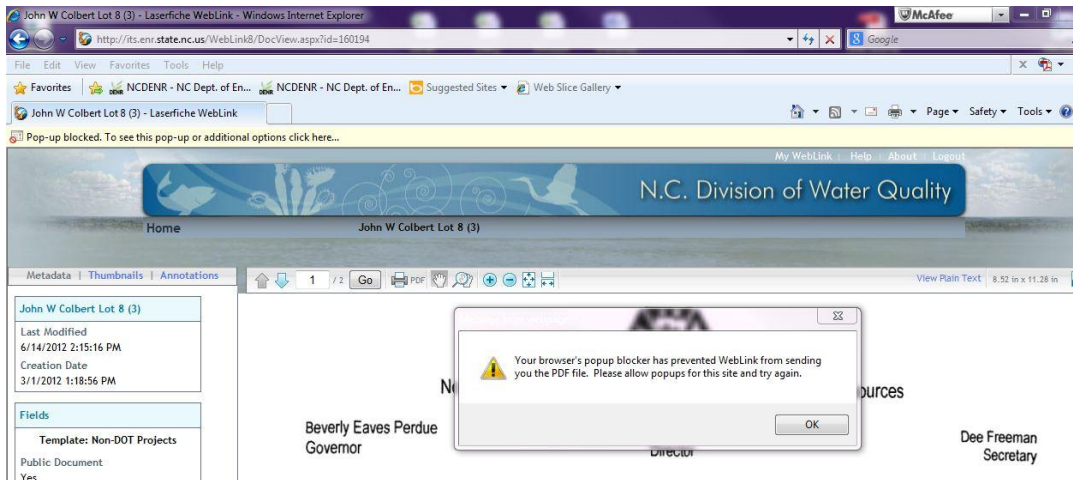 John W Colbert Lot 8 (3) - Laserfiche WebLink - Windows Internet Explorer
McAfee
http://its.enr.state.nc.us/WebLink8/DocView.aspx?id=160194
Google
File Edit View Favorites Tools Help
Favorites NCDENR - NC Dept. of En... NCDENR - NC Dept. of En... Suggested Sites Web Slice Gallery
John W Colbert Lot 8 (3) - Laserfiche WebLink
Page Safety Tools
Pop-up blocked. To see this pop-up or additional options click here...
My WebLink | Help | About | Logout
N.C. Division of Water Quality
Home John W Colbert Lot 8 (3)
Metadata | Thumbnails | Annotations
1 / 2 Go PDF
View Plain Text 8.52 in x 11.28 in
John W Colbert Lot 8 (3)
Last Modified
6/14/2012 2:15:16 PM
Creation Date
3/1/2012 1:18:56 PM
Your browser's popup blocker has prevented WebLink from sending
you the PDF file. Please allow popups for this site and try again.
OK
Fields
Template: Non-DOT Projects
Public Document
Yes
Beverly Eaves Perdue
Governor
Director
Dee Freeman
Secretary